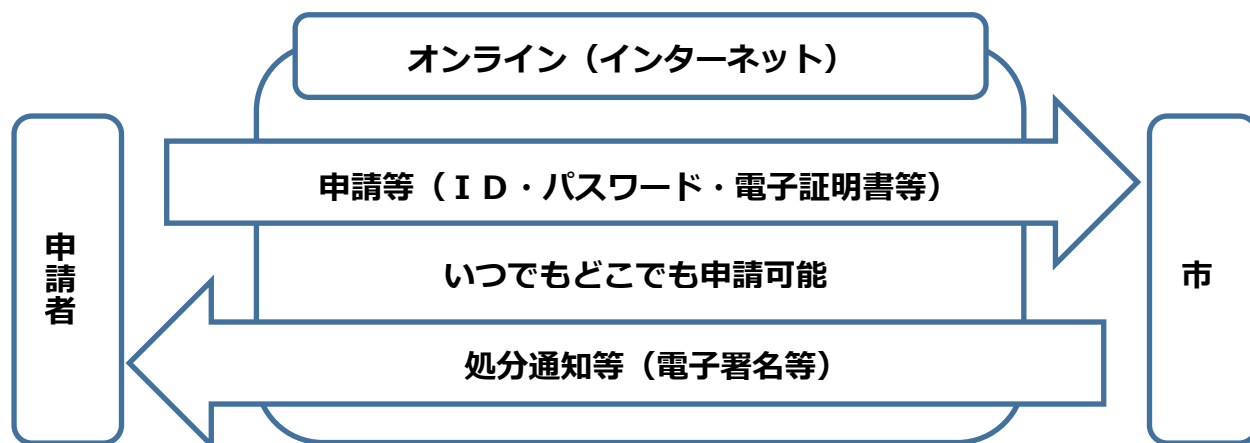 オンライン（インターネット）
申請等（ＩＤ・パスワード・電子証明書等）
申請者
いつでもどこでも申請可能
市
処分通知等（電子署名等）